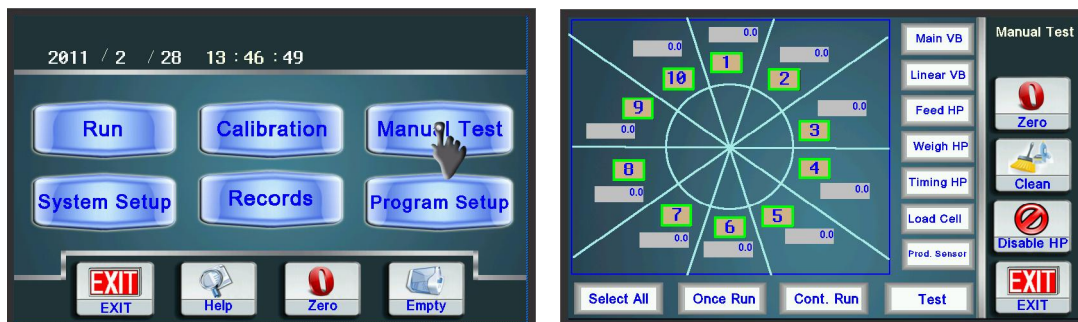 2011 / 2 / 28 13 : 46 : 49
Run
Calibration
Manual Test
System Setup
Records
Program Setup
EXIT
EXIT
Help
Zero
Empty
0.0
1
0.0
10
0.0
2
9
0.0
0.0
3
8
0.0
4
0.0
7
0.0
6
0.0
5
0.0
Main VB
Linear VB
Feed HP
Weigh HP
Timing HP
Load Cell
Prod. Sensor
Select All
Once Run
Cont. Run
Test
Manual Test
0
Zero
Clean
Disable HP
EXIT
EXIT